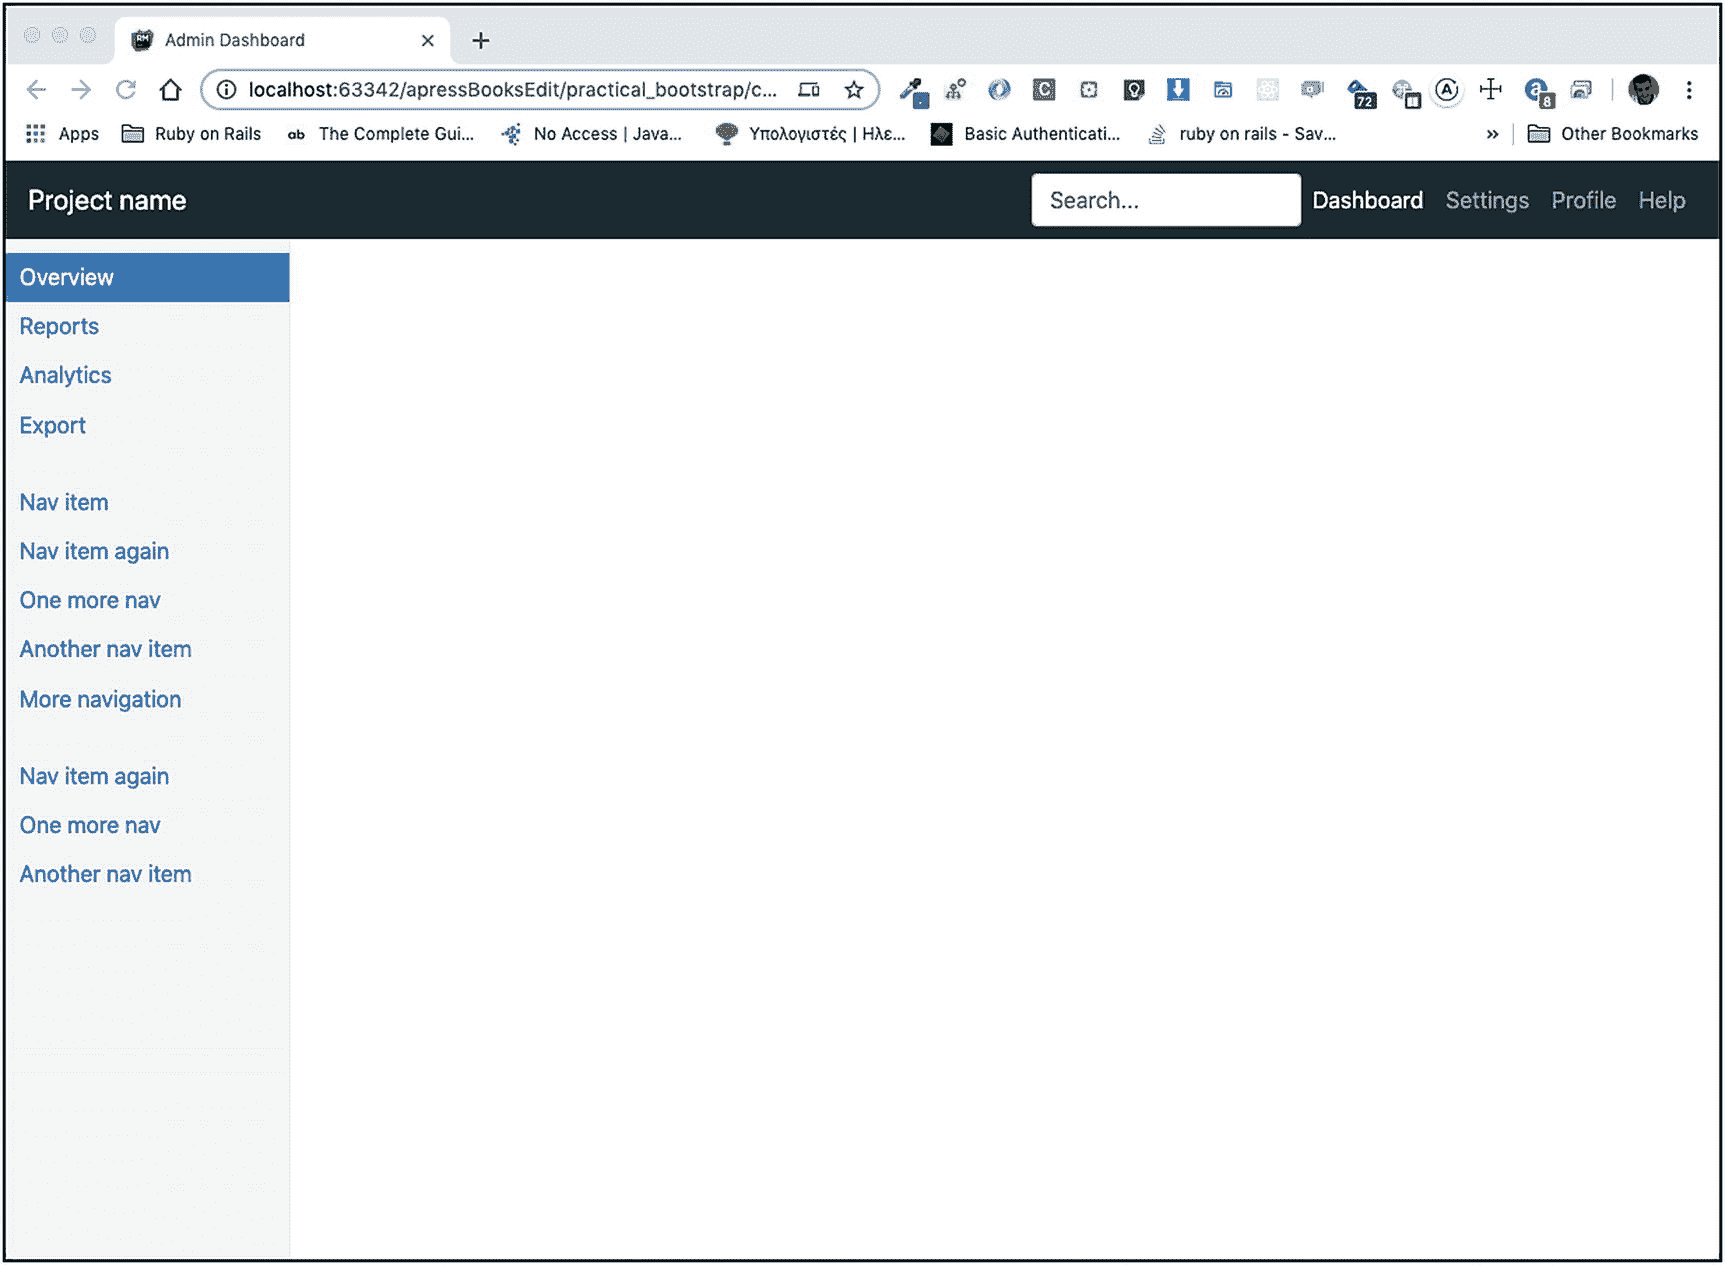 Admin Dashboard
localhost:63342/apressBooksEdit/practical_bootstrap/c...
72
8
Apps Ruby on Rails ab The Complete Gui... No Access | Java... Υπολογιστές | Ηλε... Basic Authenticati... ruby on rails - Sav... » Other Bookmarks
Project name Search... Dashboard Settings Profile Help
Overview
Reports
Analytics
Export
Nav item
Nav item again
One more nav
Another nav item
More navigation
Nav item again
One more nav
Another nav item